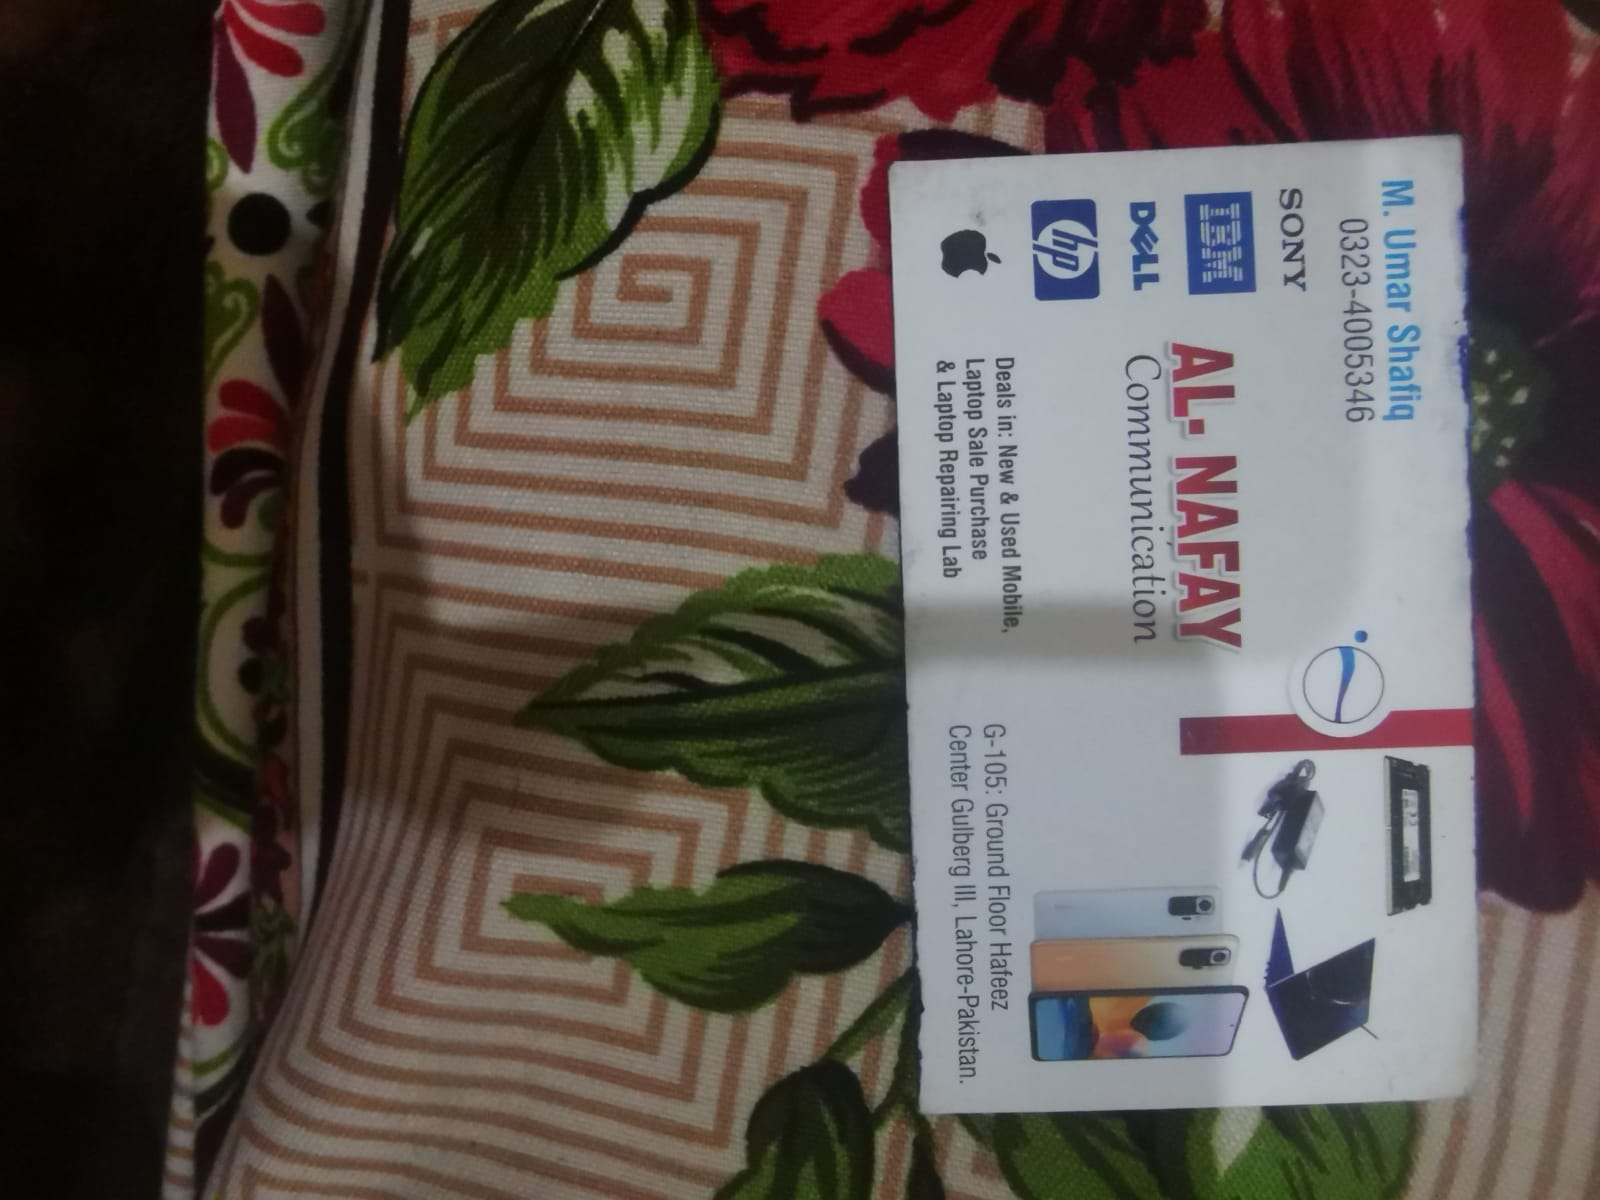 M. Umar Shafiq
0323-4005346
SONY
IBM
DELL
hp
AL. NAFAY
Communication
Deals in: New & Used Mobile,
Laptop Sale Purchase
& Laptop Repairing Lab
G-105: Ground Floor Hafeez
Center Gulberg III, Lahore-Pakistan.